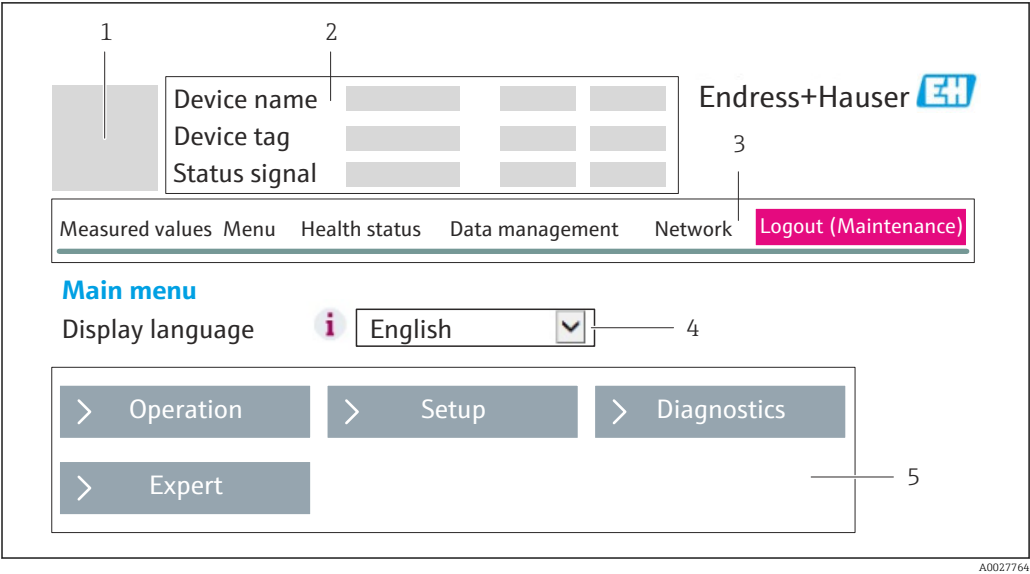 1
2
Device name
Endress+Hauser EH
Device tag
3
Status signal
Measured values Menu Health status Data management Network Logout (Maintenance)
Main menu
Display language i English 4
> Operation > Setup > Diagnostics
> Expert 5
A0027764